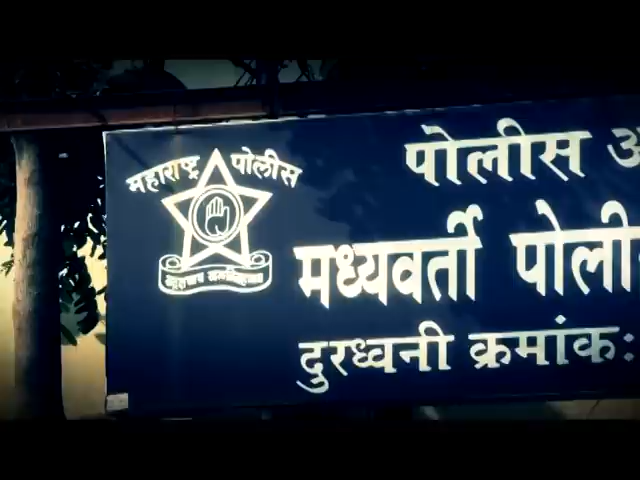 महाराष्ट्र पोलीस
पोलीस
मध्यवर्ती
दुरध्वनी क्रमांक: